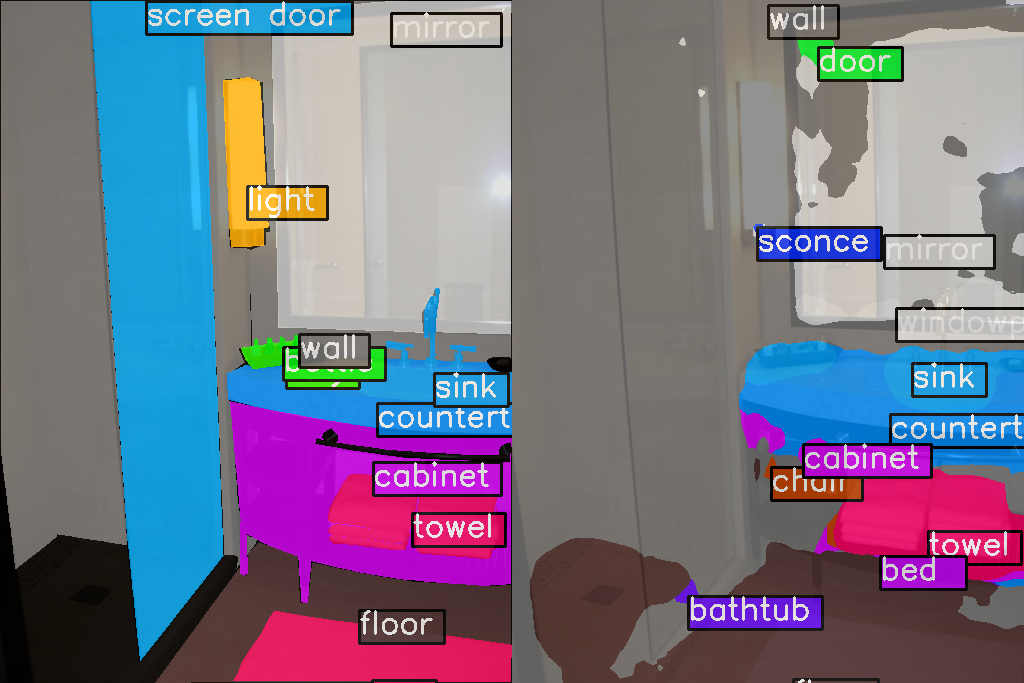 screen door
mirror
light
wall
sink
countert
cabinet
towel
floor
wall
door
sconce
mirror
windowp
sink
countert
cabinet
chair
towel
bed
bathtub